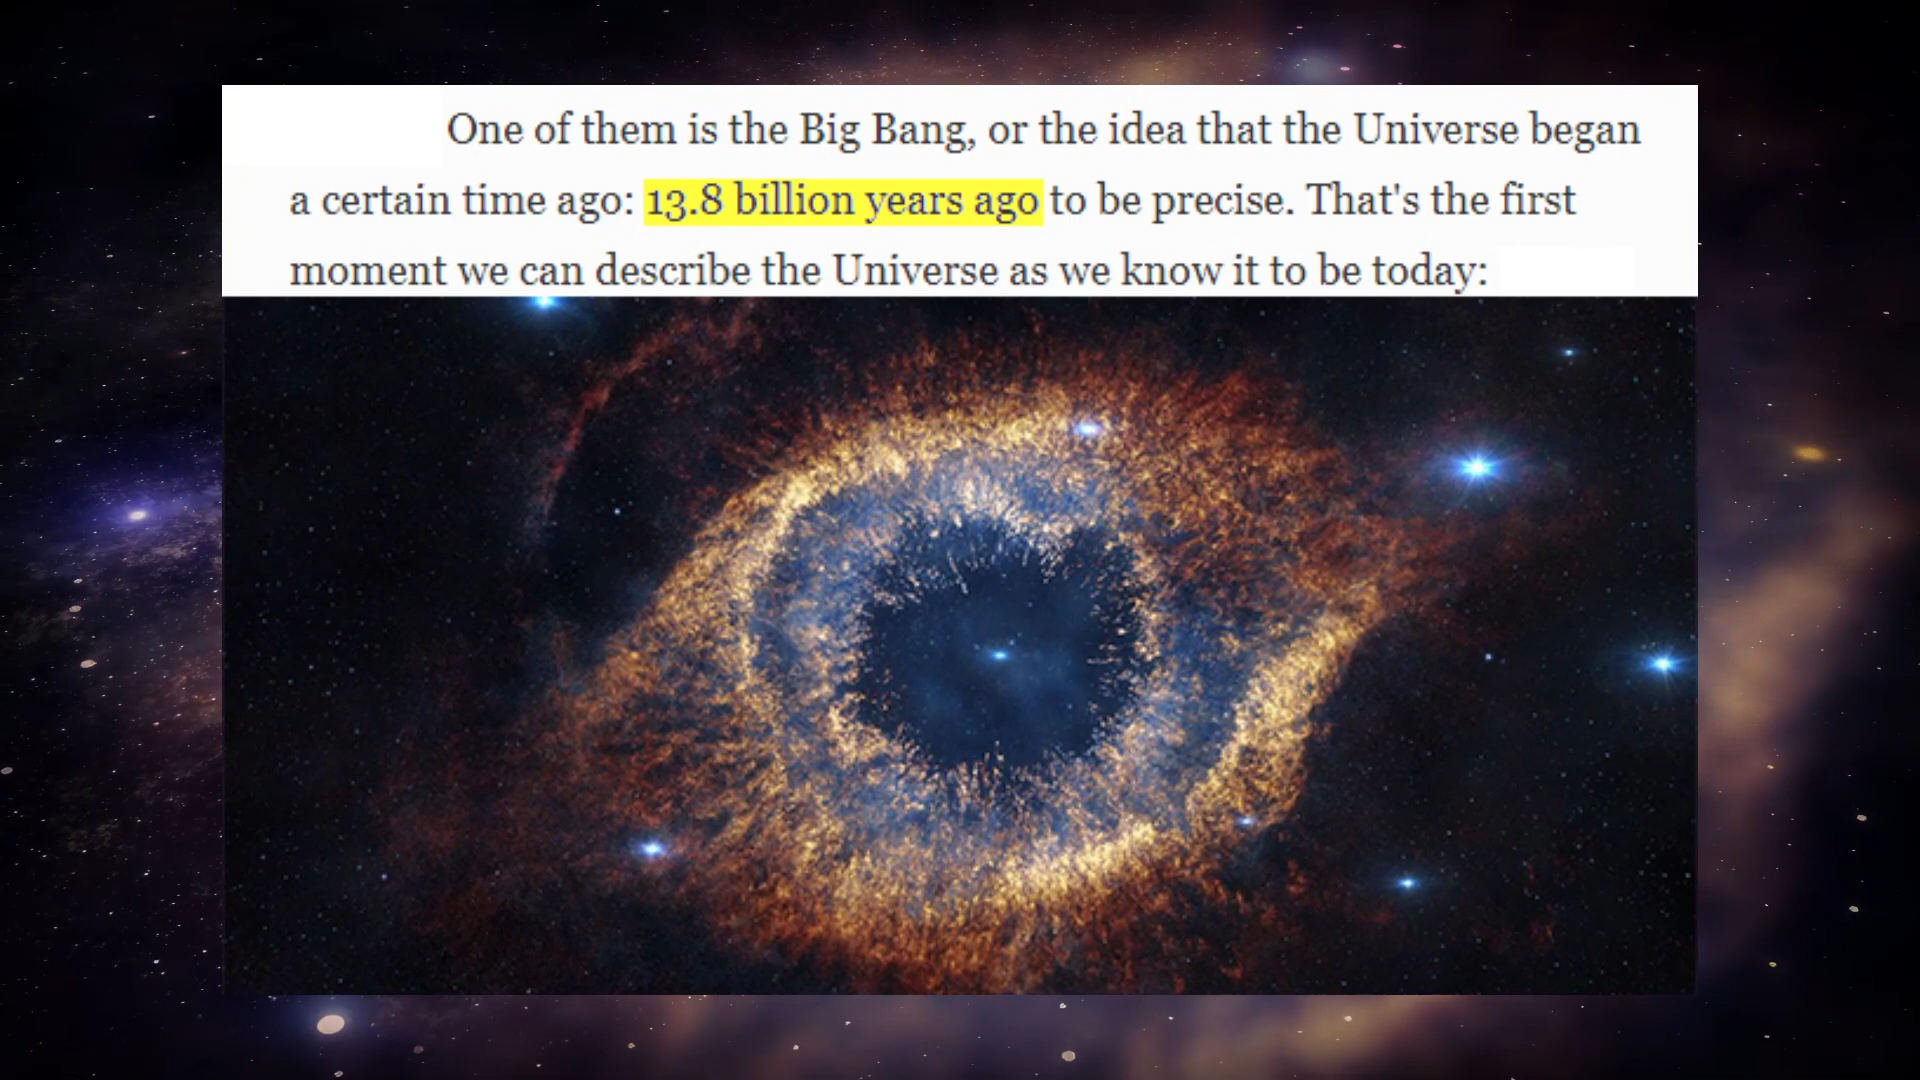 One of them is the Big Bang, or the idea that the Universe began
a certain time ago: 13.8 billion years ago to be precise. That's the first
moment we can describe the Universe as we know it to be today: